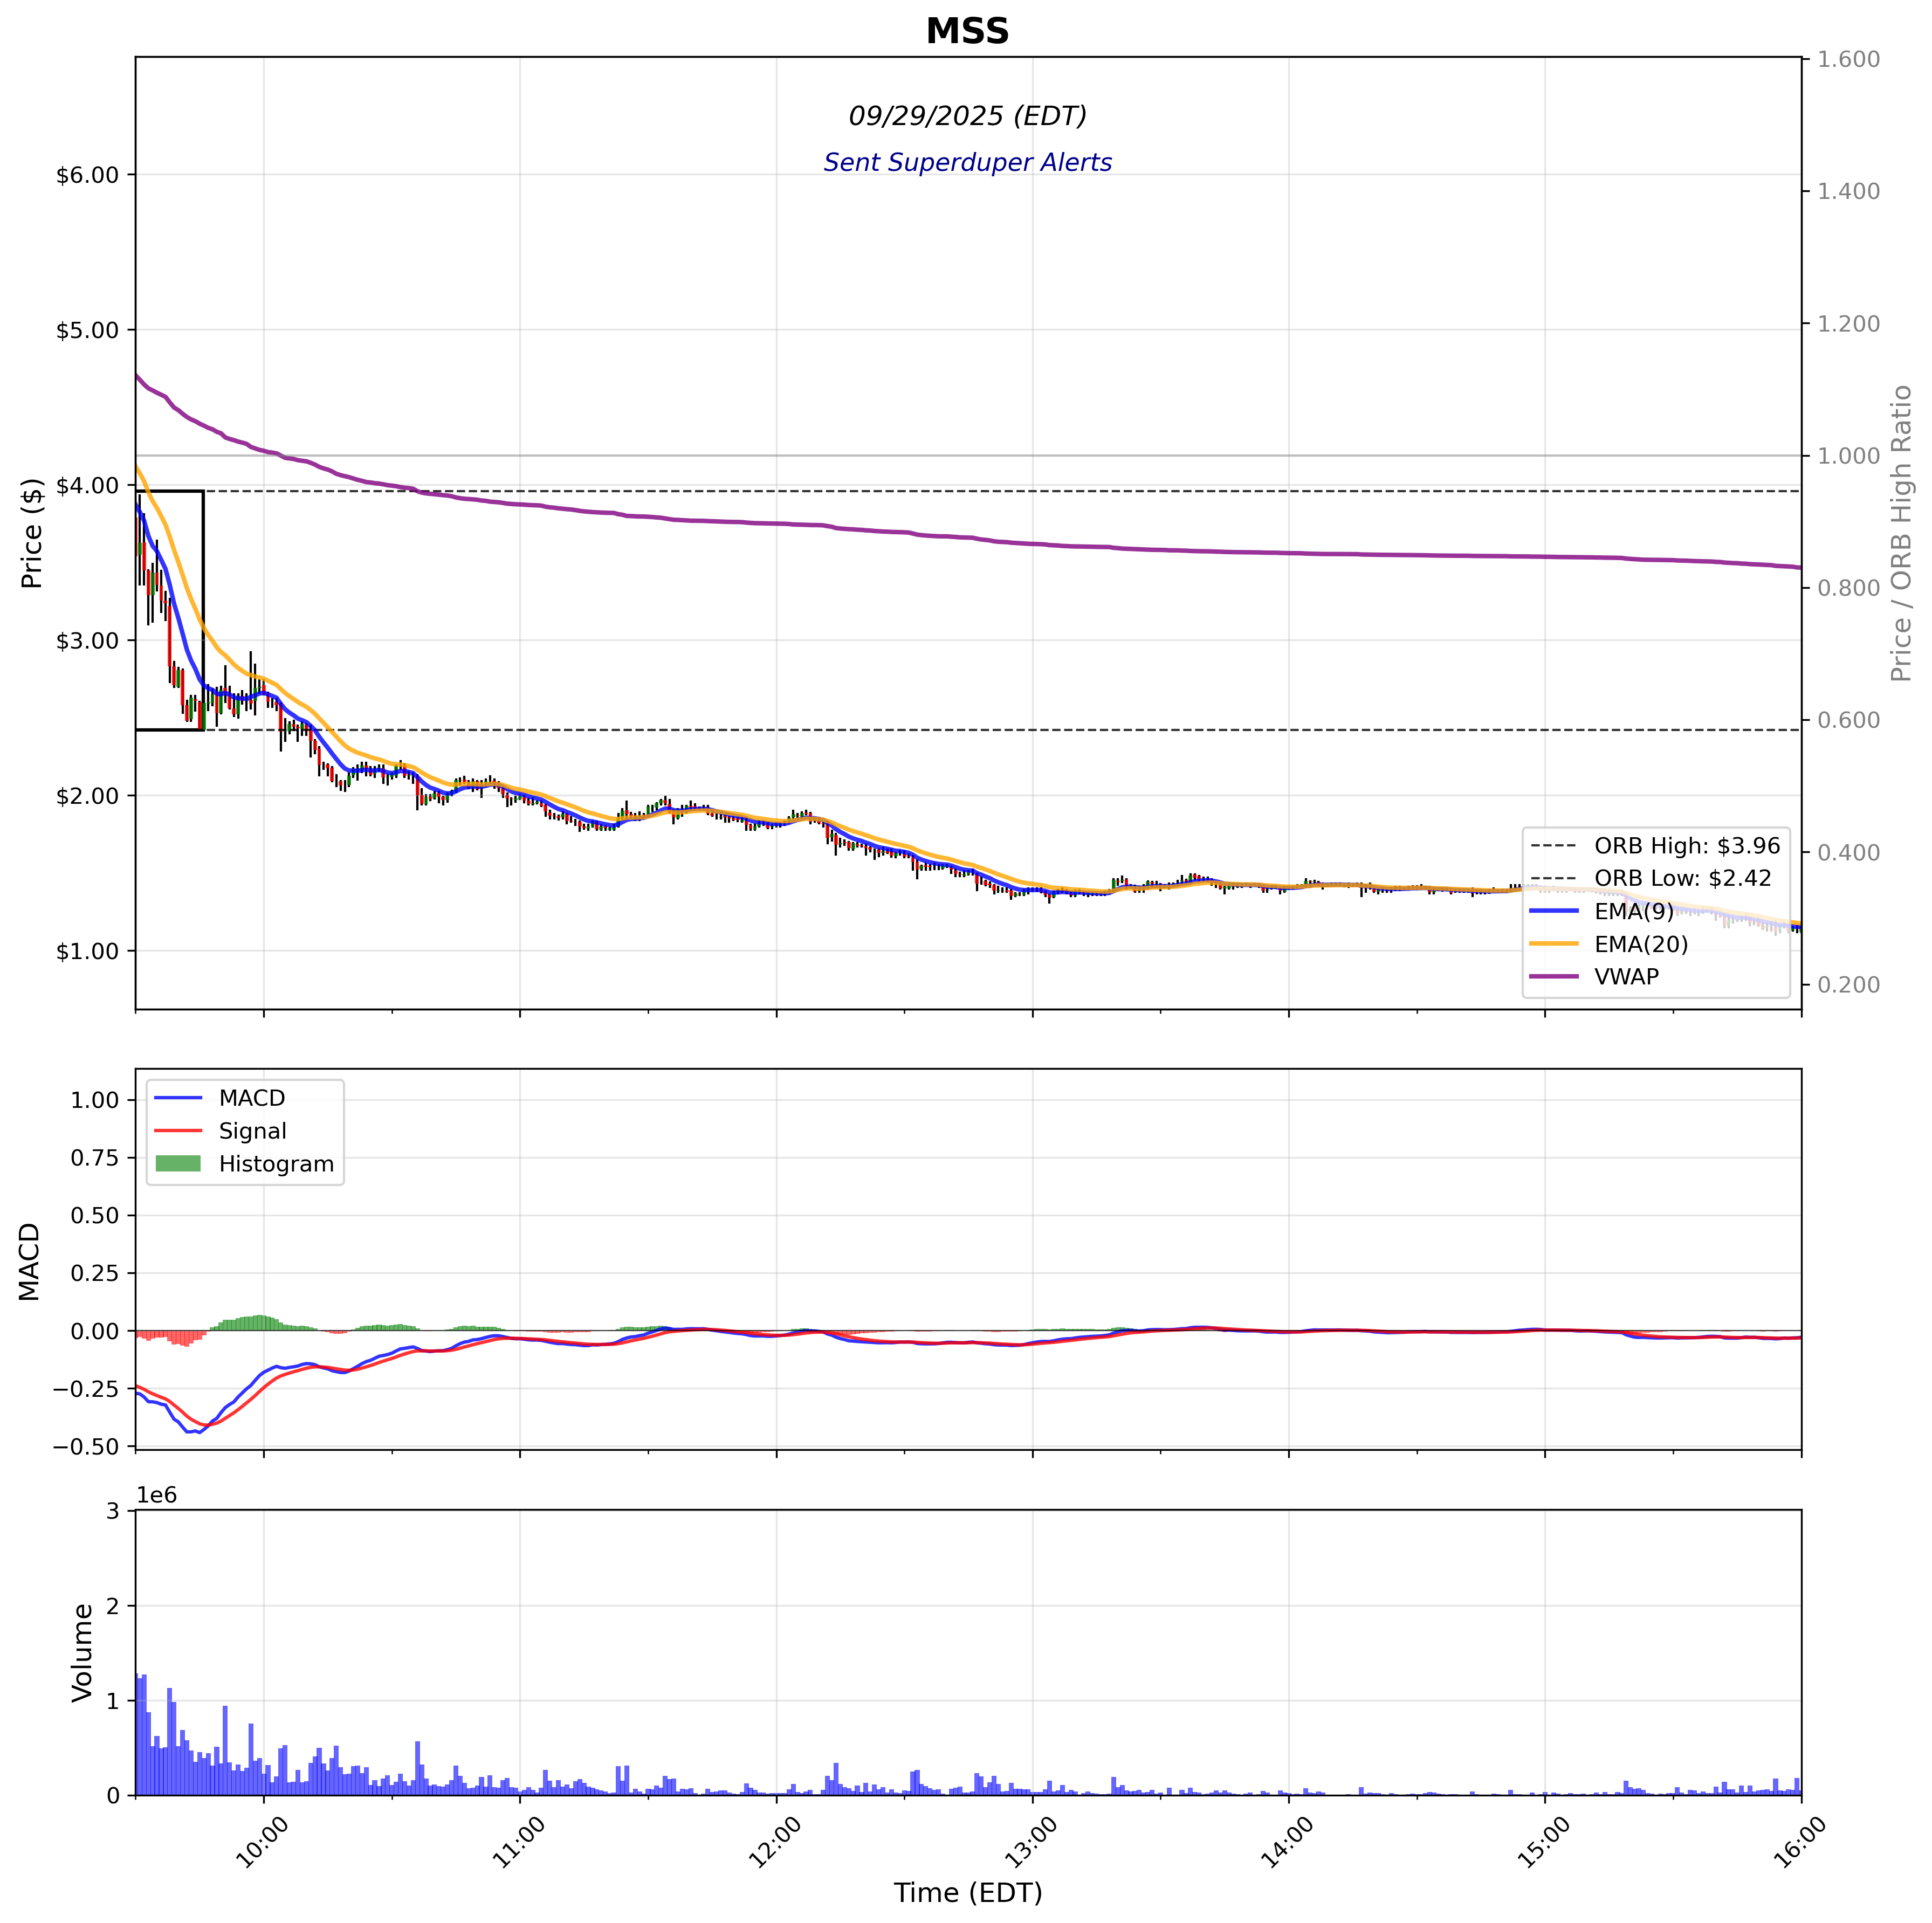 MSS
09/29/2025 (EDT)
Sent Superduper Alerts
Price ($)
$6.00
$5.00
$4.00
$3.00
$2.00
$1.00
1.600
1.400
1.200
1.000
0.800
0.600
0.400
0.200
Price / ORB High Ratio
ORB High: $3.96
ORB Low: $2.42
EMA(9)
EMA(20)
VWAP
MACD
1.00
0.75
0.50
0.25
0.00
−0.25
−0.50
MACD
Signal
Histogram
1e6
Volume
3
2
1
0
10:00
11:00
12:00
13:00
14:00
15:00
16:00
Time (EDT)